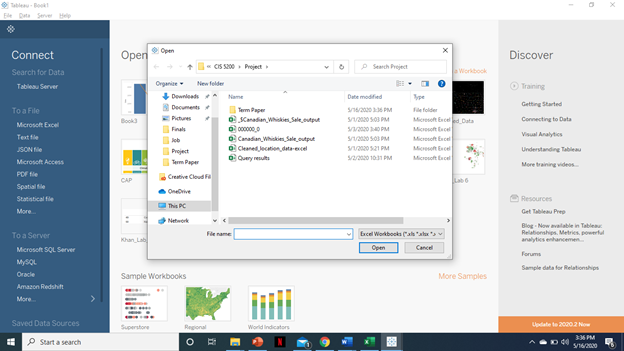 Tableau - Book1
File Data Server Help
Connect
Search for Data
Tableau Server
To a File
Microsoft Excel
Text file
JSON file
Microsoft Access
PDF file
Spatial file
Statistical file
More...
To a Server
Microsoft SQL Server
MySQL
Oracle
Amazon Redshift
More...
Saved Data Sources
Open
Book3
CAP
Khan_Lab
a Workbook
ed_Data
_Lab 6
Open
« CIS 5200 › Project ›
Search Project
Organize
New folder
Downloads
Documents
Pictures
Finals
Job
Project
Term Paper
Creative Cloud Fil
OneDrive
This PC
Network
Name Date modified Type
Term Paper 5/16/2020 3:36 PM File folder
_$Canadian_Whiskies_Sale_output 5/1/2020 5:03 PM Microsoft Excel
000000_0 5/3/2020 3:40 PM Microsoft Excel
Canadian_Whiskies_Sale_output 5/1/2020 5:03 PM Microsoft Excel
Cleaned_location_data-excel 5/1/2020 5:21 PM Microsoft Excel
Query results 5/2/2020 10:31 PM Microsoft Excel
File name:
Excel Workbooks (*.xls *.xlsx *.x
Open
Cancel
Sample Workbooks
More Samples
Superstore
Regional
World Indicators
Discover
Training
Getting Started
Connecting to Data
Visual Analytics
Understanding Tableau
More training videos...
Resources
Get Tableau Prep
Blog - Now available in Tableau:
Relationships, Metrics, powerful
analytics enhancemen...
Forums
Sample data for Relationships
Update to 2020.2 Now
Start a search
3:36 PM
5/16/2020